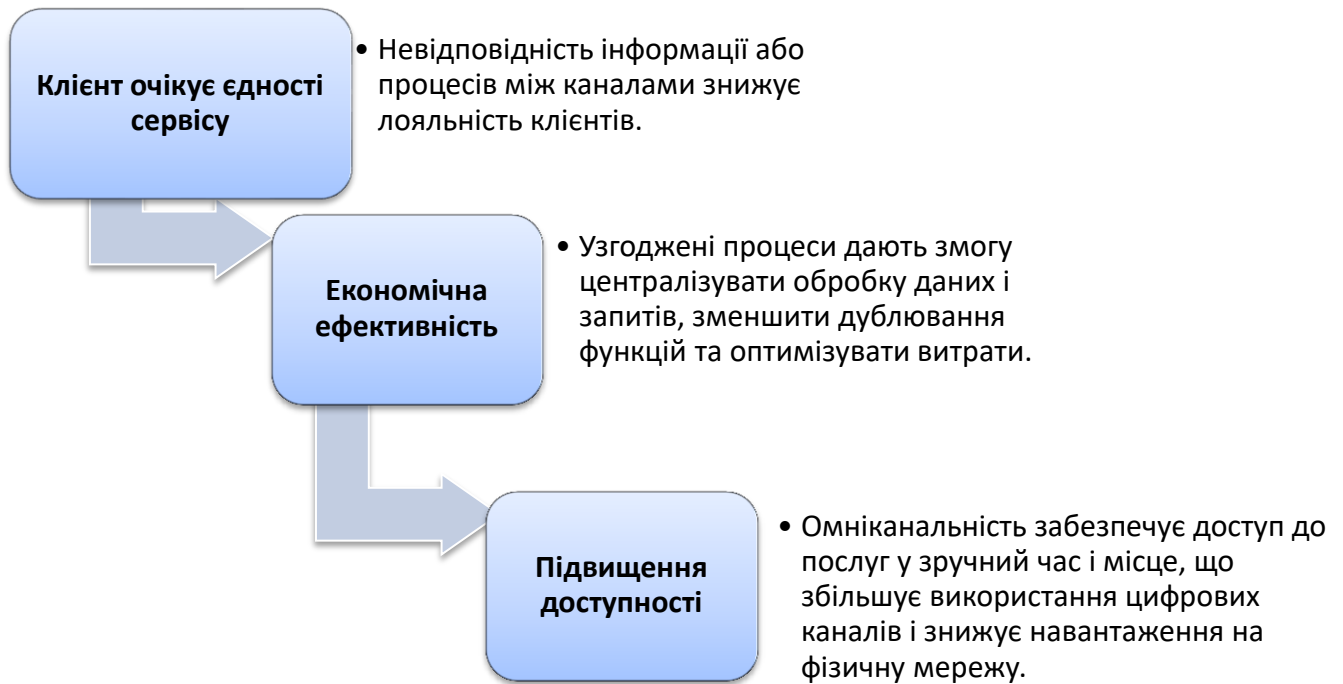 Клієнт очікує єдності
сервісу
• Невідповідність інформації або
процесів між каналами знижує
лояльність клієнтів.
Економічна
ефективність
• Узгоджені процеси дають змогу
централізувати обробку даних і
запитів, зменшити дублювання
функцій та оптимізувати витрати.
Підвищення
доступності
• Омніканальність забезпечує доступ до
послуг у зручний час і місце, що
збільшує використання цифрових
каналів і знижує навантаження на
фізичну мережу.